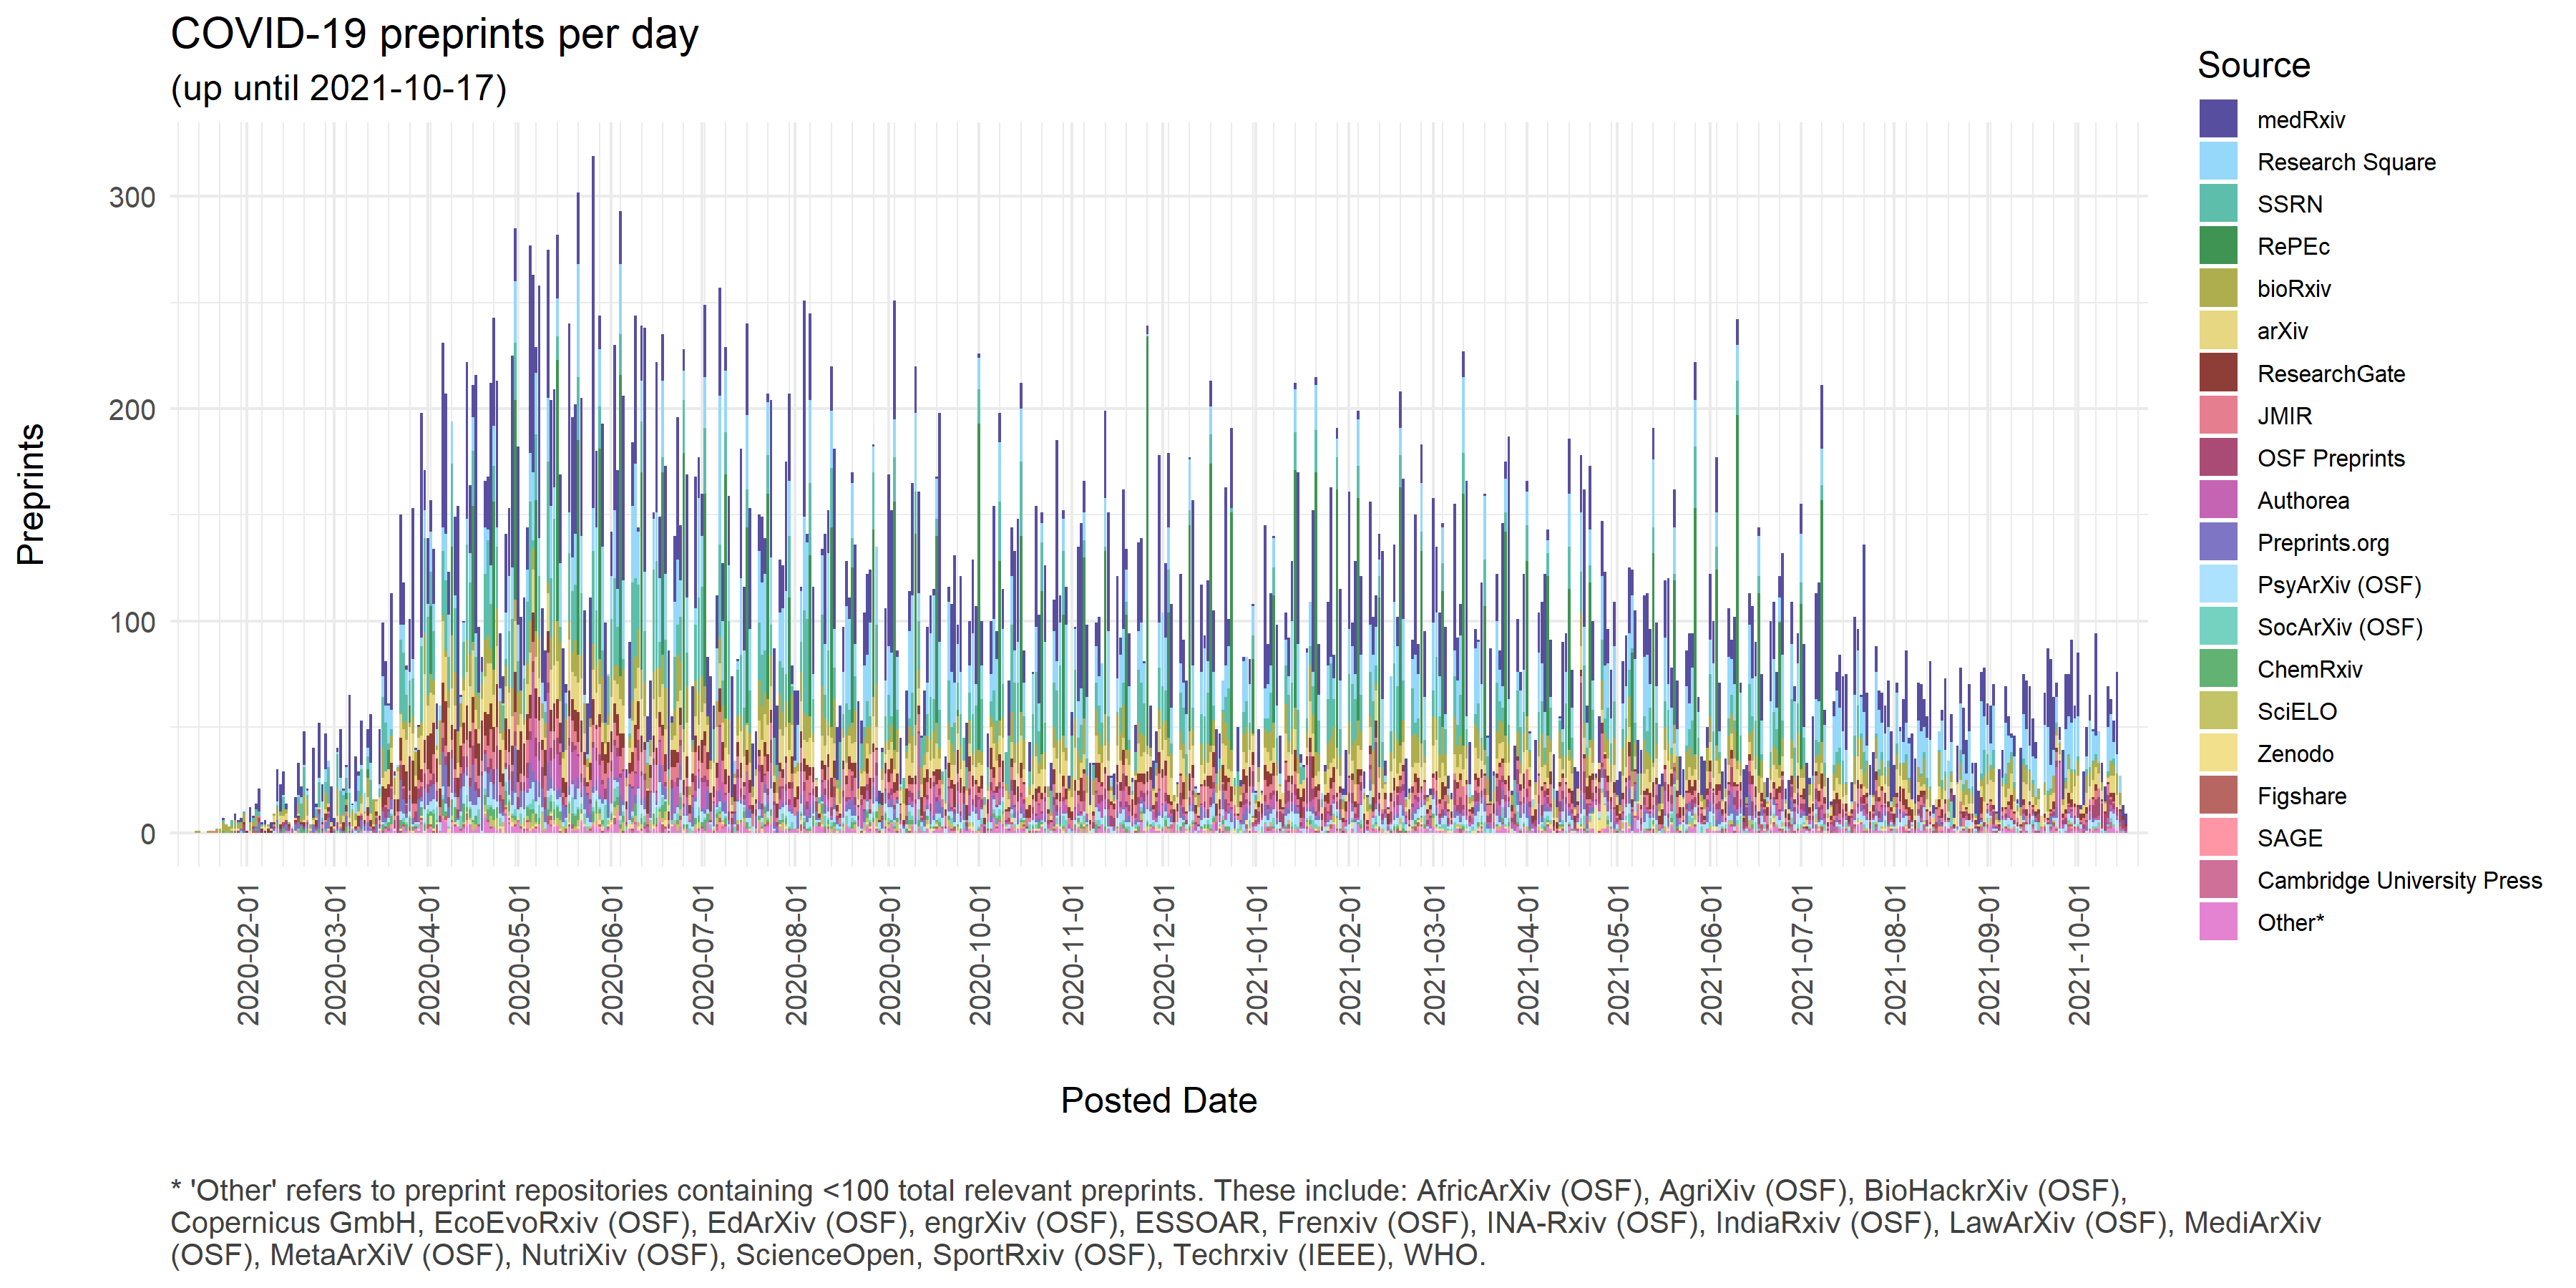 COVID-19 preprints per day
(up until 2021-10-17)
Preprints
300
200
100
0
2020-02-01
2020-03-01
2020-04-01
2020-05-01
2020-06-01
2020-07-01
2020-08-01
2020-09-01
2020-10-01
2020-11-01
2020-12-01
2021-01-01
2021-02-01
2021-03-01
2021-04-01
2021-05-01
2021-06-01
2021-07-01
2021-08-01
2021-09-01
2021-10-01
Posted Date
Source
medRxiv
Research Square
SSRN
RePEc
bioRxiv
arXiv
ResearchGate
JMIR
OSF Preprints
Authorea
Preprints.org
PsyArXiv (OSF)
SocArXiv (OSF)
ChemRxiv
SciELO
Zenodo
Figshare
SAGE
Cambridge University Press
Other*
* 'Other' refers to preprint repositories containing <100 total relevant preprints. These include: AfricArXiv (OSF), AgriXiv (OSF), BioHackrXiv (OSF),
Copernicus GmbH, EcoEvoRxiv (OSF), EdArXiv (OSF), engrXiv (OSF), ESSOAR, Frenxiv (OSF), INA-Rxiv (OSF), IndiaRxiv (OSF), LawArXiv (OSF), MediArXiv
(OSF), MetaArXiV (OSF), NutriXiv (OSF), ScienceOpen, SportRxiv (OSF), Techrxiv (IEEE), WHO.